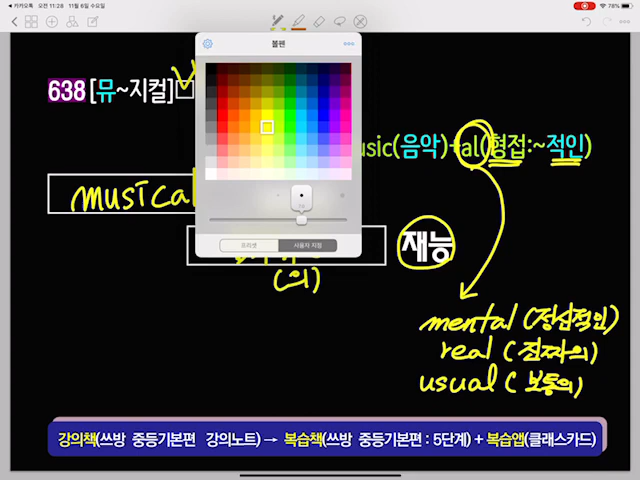 카카오톡 오전 11:28 11월 6일 수요일
78%
볼펜
638 [뮤~지컬]
usic(음악)+al(형접:~적인)
musical
재능
(의)
프리셋 사용자 지정
mental (정신적인)
real (진짜의)
usual (보통의)
강의책(쓰방 중등기본편 강의노트) → 복습책(쓰방 중등기본편 : 5단계) + 복습앱(클래스카드)